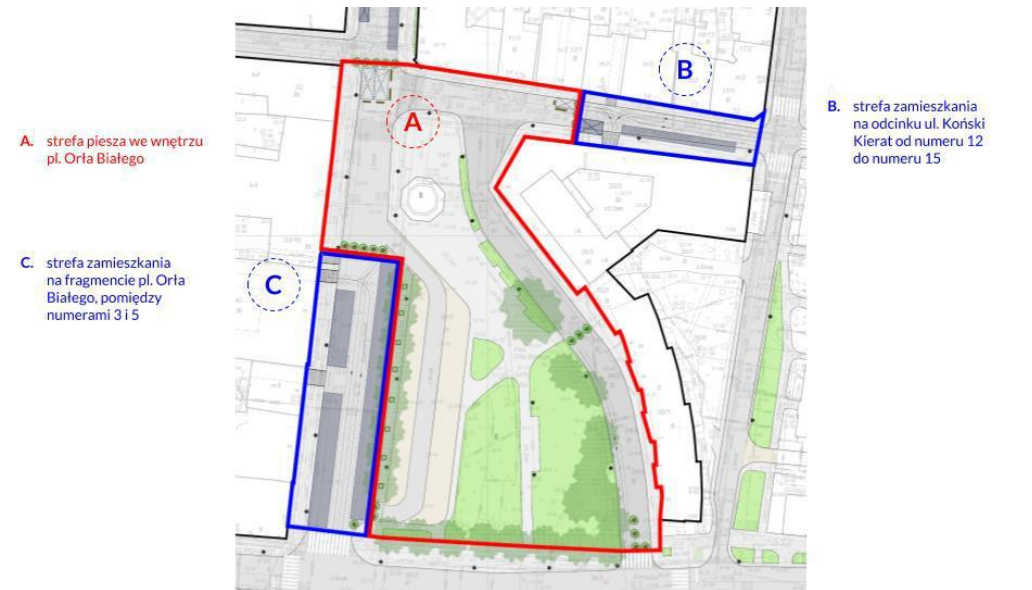 A. strefa piesza we wnętrzu
pl. Orła Białego
C. strefa zamieszkania
na fragmencie pl. Orła
Białego, pomiędzy
numerami 3 i 5
A
B
C
B. strefa zamieszkania
na odcinku ul. Koński
Kierat od numeru 12
do numeru 15